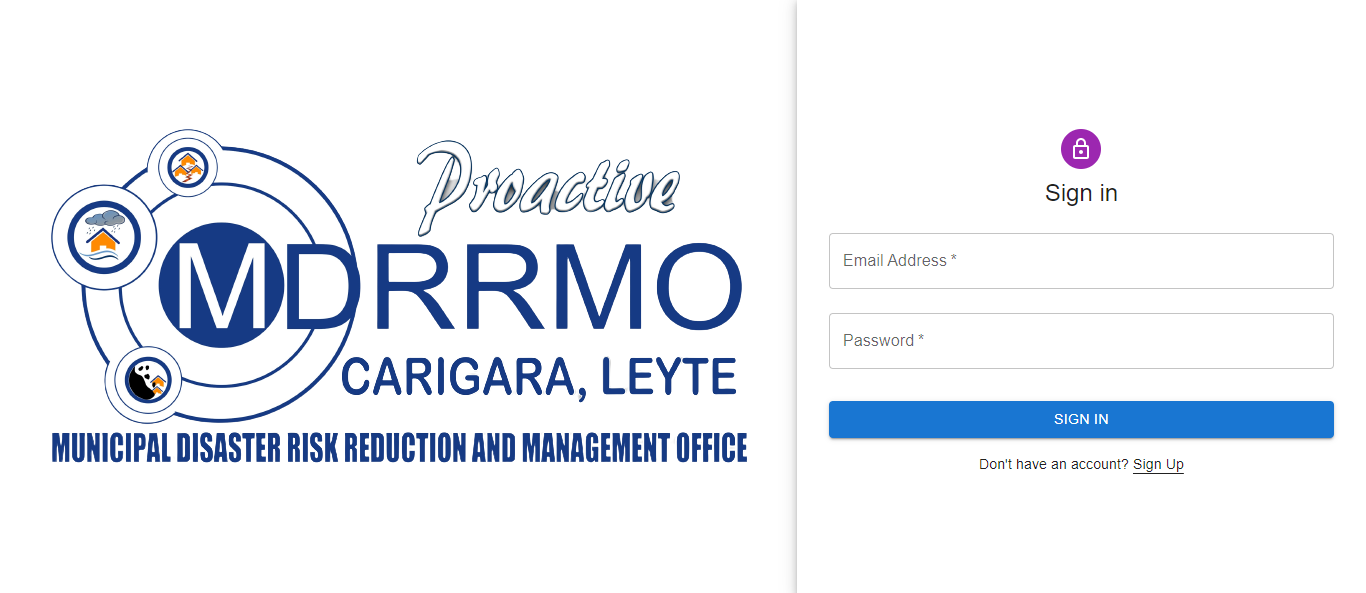 Proactive
MDRRMO
CARIGARA, LEYTE
MUNICIPAL DISASTER RISK REDUCTION AND MANAGEMENT OFFICE
Sign in
Email Address *
Password *
SIGN IN
Don't have an account? Sign Up